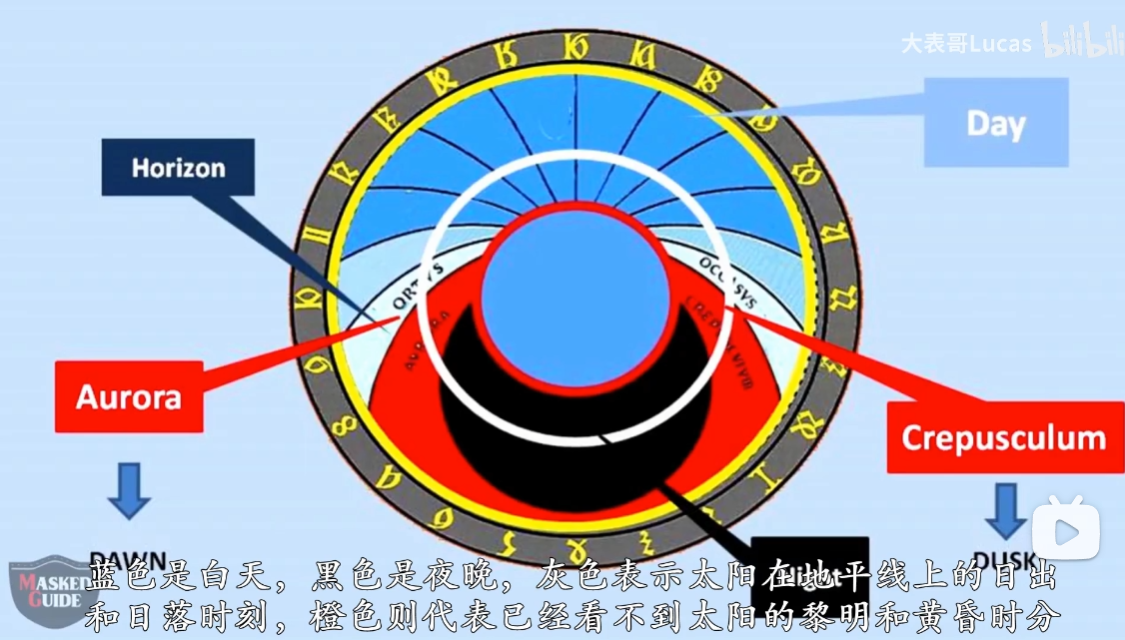 大表哥Lucas bilibili
Day
Horizon
ORTVS
OCCASVS
AURORA
Aurora
Crepusculum
DAWN
DUSK
Night
MASKED
GUIDE
蓝色是白天，黑色是夜晚，灰色表示太阳在地平线上的日出
和日落时刻，橙色则代表已经看不到太阳的黎明和黄昏时分